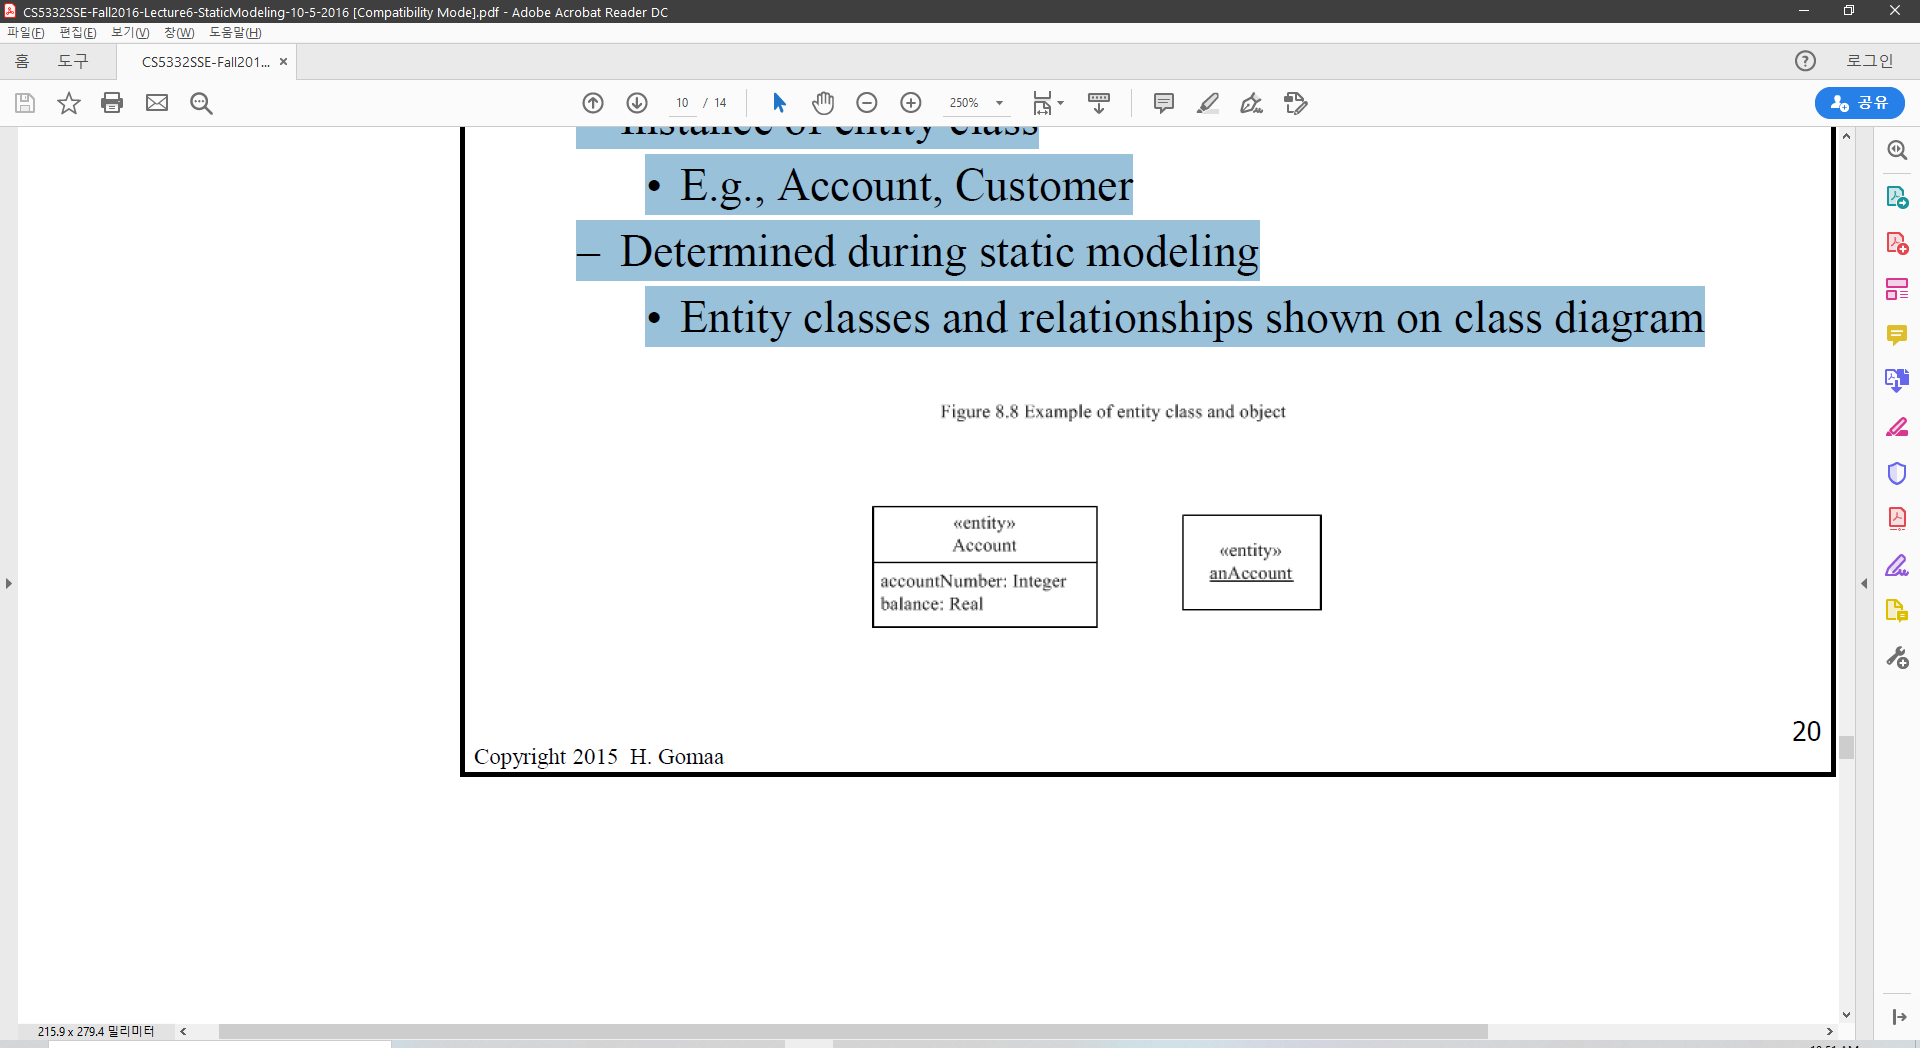 CS5332SSE-Fall2016-Lecture6-StaticModeling-10-5-2016 [Compatibility Mode].pdf - Adobe Acrobat Reader DC
파일(F) 편집(E) 보기(V) 창(W) 도움말(H)
홈 도구 CS5332SSE-Fall201... × 로그인
10 / 14 250% 공유
Instance of entity class
• E.g., Account, Customer
– Determined during static modeling
• Entity classes and relationships shown on class diagram
Figure 8.8 Example of entity class and object
«entity»
Account
accountNumber: Integer
balance: Real
«entity»
anAccount
20
Copyright 2015 H. Gomaa
215.9 x 279.4 밀리미터